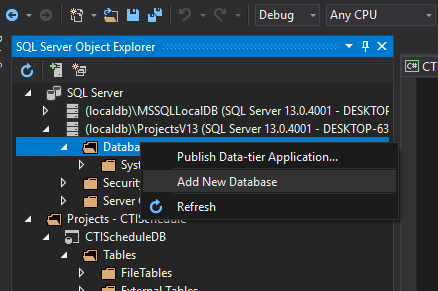 Debug
Any CPU
SQL Server Object Explorer
C#
CT
SQL Server
(localdb)\MSSQLLocalDB (SQL Server 13.0.4001 - DESKTOP
(localdb)\ProjectsV13 (SQL Server 13.0.4001 - DESKTOP-63
Databa
Publish Data-tier Application...
Syst
Add New Database
Security
Server O
Refresh
Projects - CTISchedule
CTIScheduleDB
Tables
FileTables
External Tables